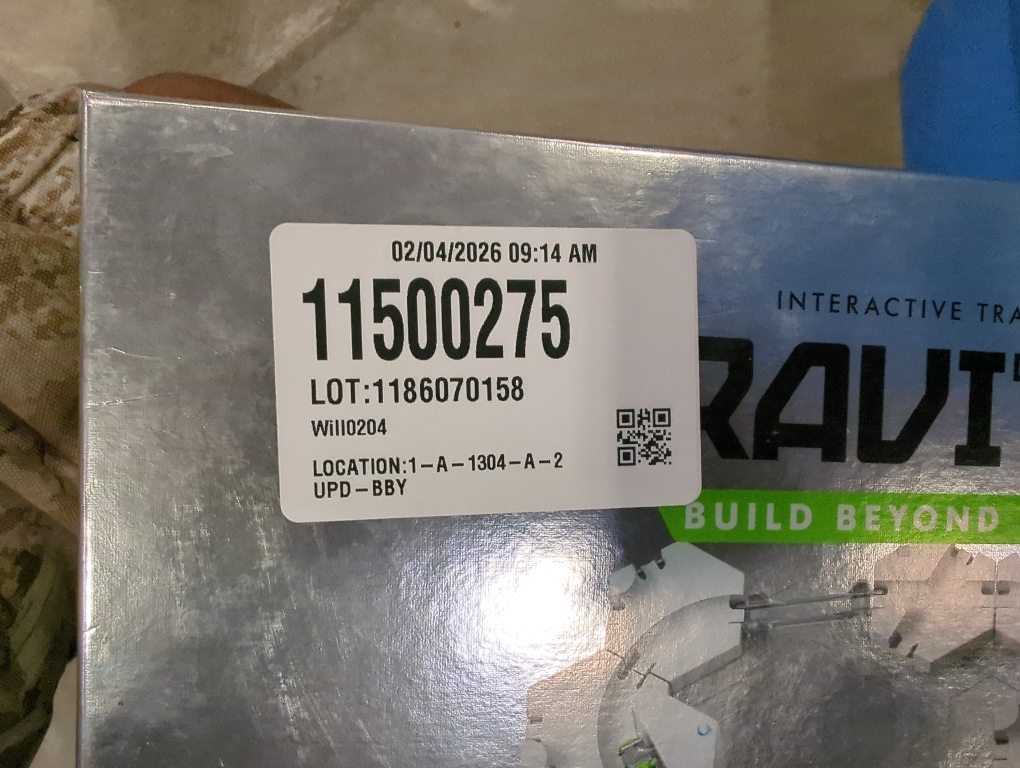 02/04/2026 09:14 AM
11500275
LOT:1186070158
Will0204
LOCATION:1-A-1304-A-2
UPD-BBY
INTERACTIVE TRA
RAVI
BUILD BEYOND